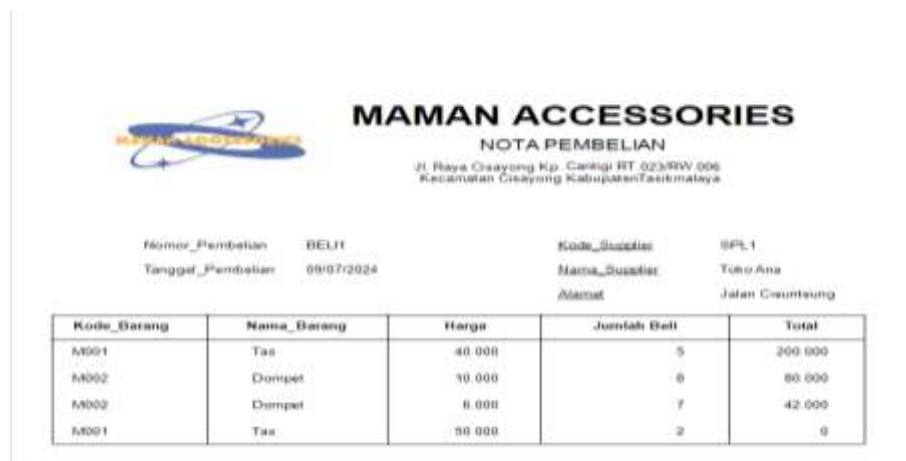 MAMAN ACCESSORIES
MAMAN ACCESSORIES
NOTA PEMBELIAN
Jl. Raya Cisayong Kp. Cantigi RT 023/RW 006
Kecamatan Cisayong KabupatenTasikmalaya
Nomor_Pembelian BELI1 Kode_Supplier SPL1
Tanggal_Pembelian 09/07/2024 Nama_Supplier Toko Ana
Alamat Jalan Cisuntsung
Kode_Barang Nama_Barang Harga Jumlah Beli Total
M001 Tas 40.000 5 200.000
M002 Dompet 10.000 80.000
M002 Dompet 6.000 7 42.000
M001 Tas 50.000 2 0